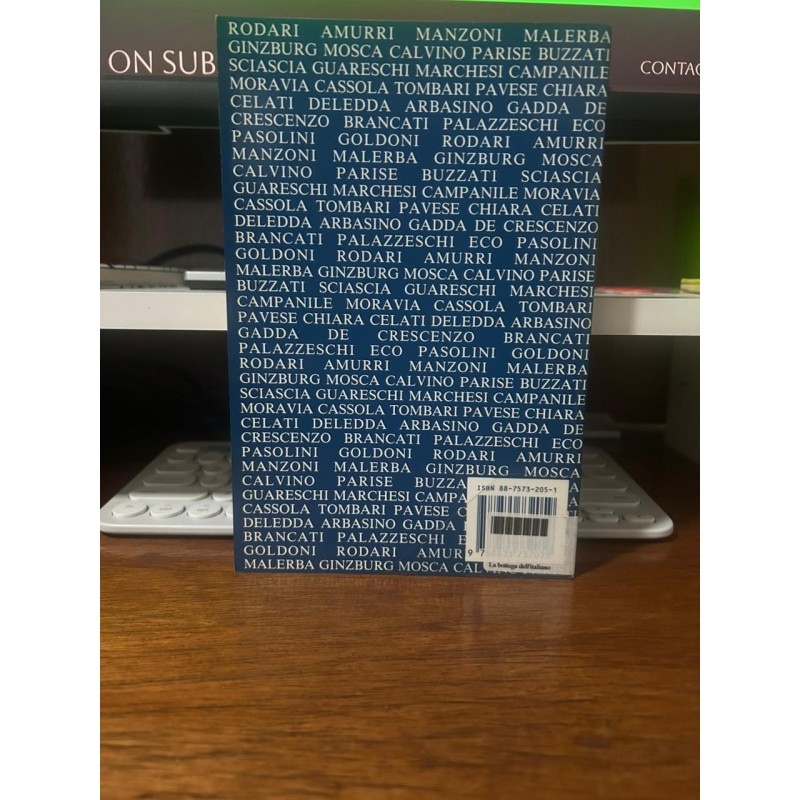 ON SUB
CONTAC
RODARI AMURRI MANZONI MALERBA
GINZBURG MOSCA CALVINO PARISE BUZZATI
SCIASCIA GUARESCHI MARCHESI CAMPANILE
MORAVIA CASSOLA TOMBARI PAVESE CHIARA
CELATI DELEDDA ARBASINO GADDA DE
CRESCENZO BRANCATI PALAZZESCHI ECO
PASOLINI GOLDONI RODARI AMURRI
MANZONI MALERBA GINZBURG MOSCA
CALVINO PARISE BUZZATI SCIASCIA
GUARESCHI MARCHESI CAMPANILE MORAVIA
CASSOLA TOMBARI PAVESE CHIARA CELATI
DELEDDA ARBASINO GADDA DE CRESCENZO
BRANCATI PALAZZESCHI ECO PASOLINI
GOLDONI RODARI AMURRI MANZONI
MALERBA GINZBURG MOSCA CALVINO PARISE
BUZZATI SCIASCIA GUARESCHI MARCHESI
CAMPANILE MORAVIA CASSOLA TOMBARI
PAVESE CHIARA CELATI DELEDDA ARBASINO
GADDA DE CRESCENZO BRANCATI
PALAZZESCHI ECO PASOLINI GOLDONI
RODARI AMURRI MANZONI MALERBA
GINZBURG MOSCA CALVINO PARISE BUZZATI
SCIASCIA GUARESCHI MARCHESI CAMPANILE
MORAVIA CASSOLA TOMBARI PAVESE CHIARA
CELATI DELEDDA ARBASINO GADDA DE
CRESCENZO BRANCATI PALAZZESCHI ECO
PASOLINI GOLDONI RODARI AMURRI
MANZONI MALERBA GINZBURG MOSCA
CALVINO PARISE BUZZA A
GUARESCHI MARCHESI CAMPA
CASSOLA TOMBARI PAVESE C
DELEDDA ARBASINO GADDA
BRANCATI PALAZZESCHI E
GOLDONI RODARI AMUR
MALERBA GINZBURG MOSCA CALV
ISBN 88-7573-205-1
9 7
La bottega dell'italiano